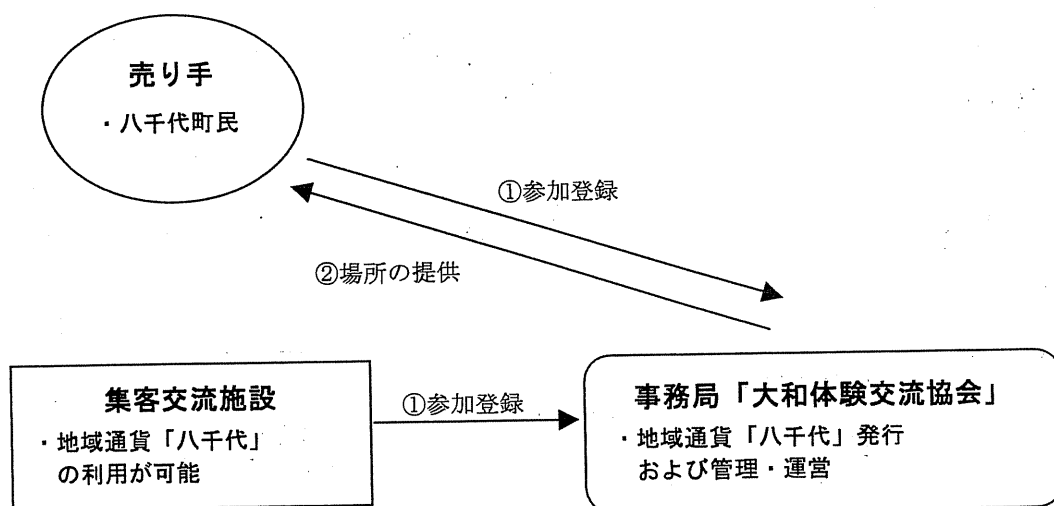 売り手
・八千代町民
①参加登録
②場所の提供
集客交流施設
・地域通貨「八千代」
の利用が可能
①参加登録
事務局「大和体験交流協会」
・地域通貨「八千代」発行
および管理・運営